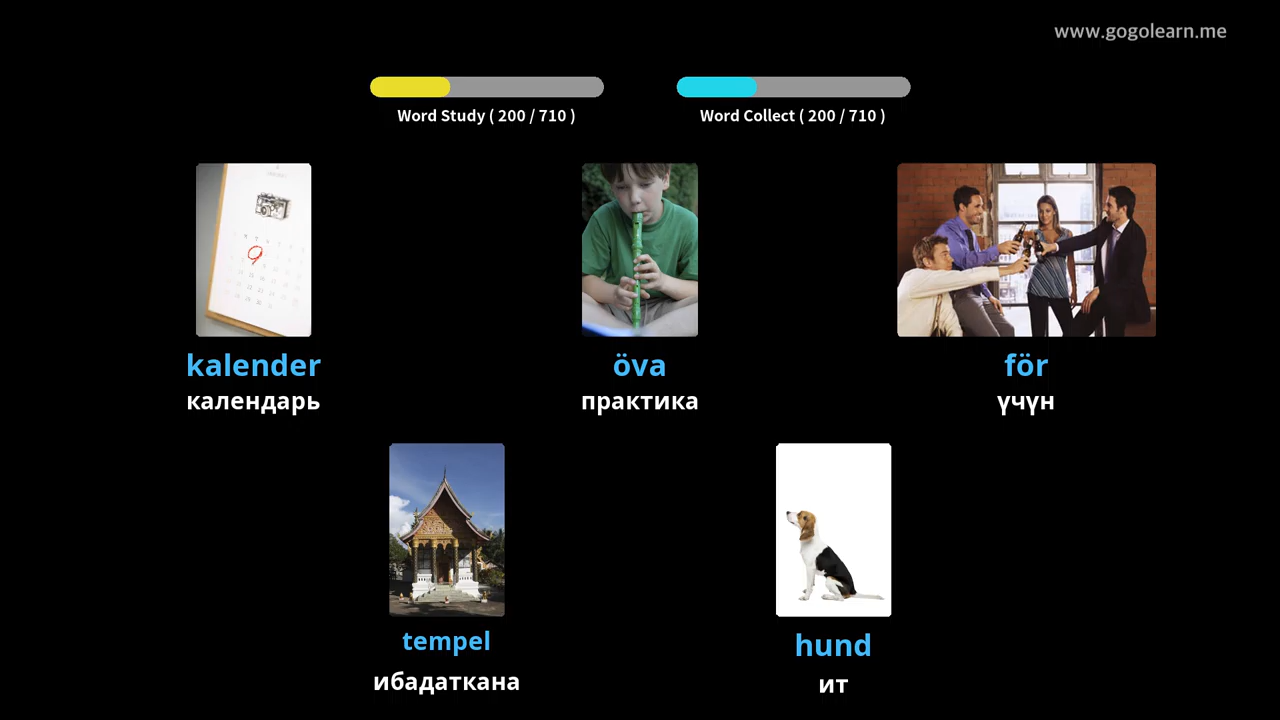 www.gogolearn.me
Word Study ( 200 / 710 )
Word Collect ( 200 / 710 )
kalender
календарь
öva
практика
för
үчүн
tempel
ибадаткана
hund
ит